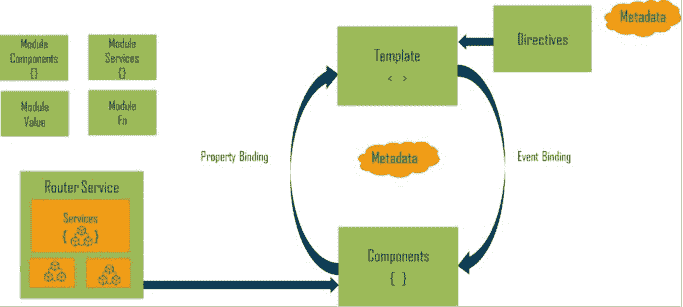 Metadata
Module
Components
{}
Module
Services
{}
Template
< >
Directives
Module
Value
Module
Fn
Property Binding
Metadata
Event Binding
Router Service
Services
{ }
Components
{ }